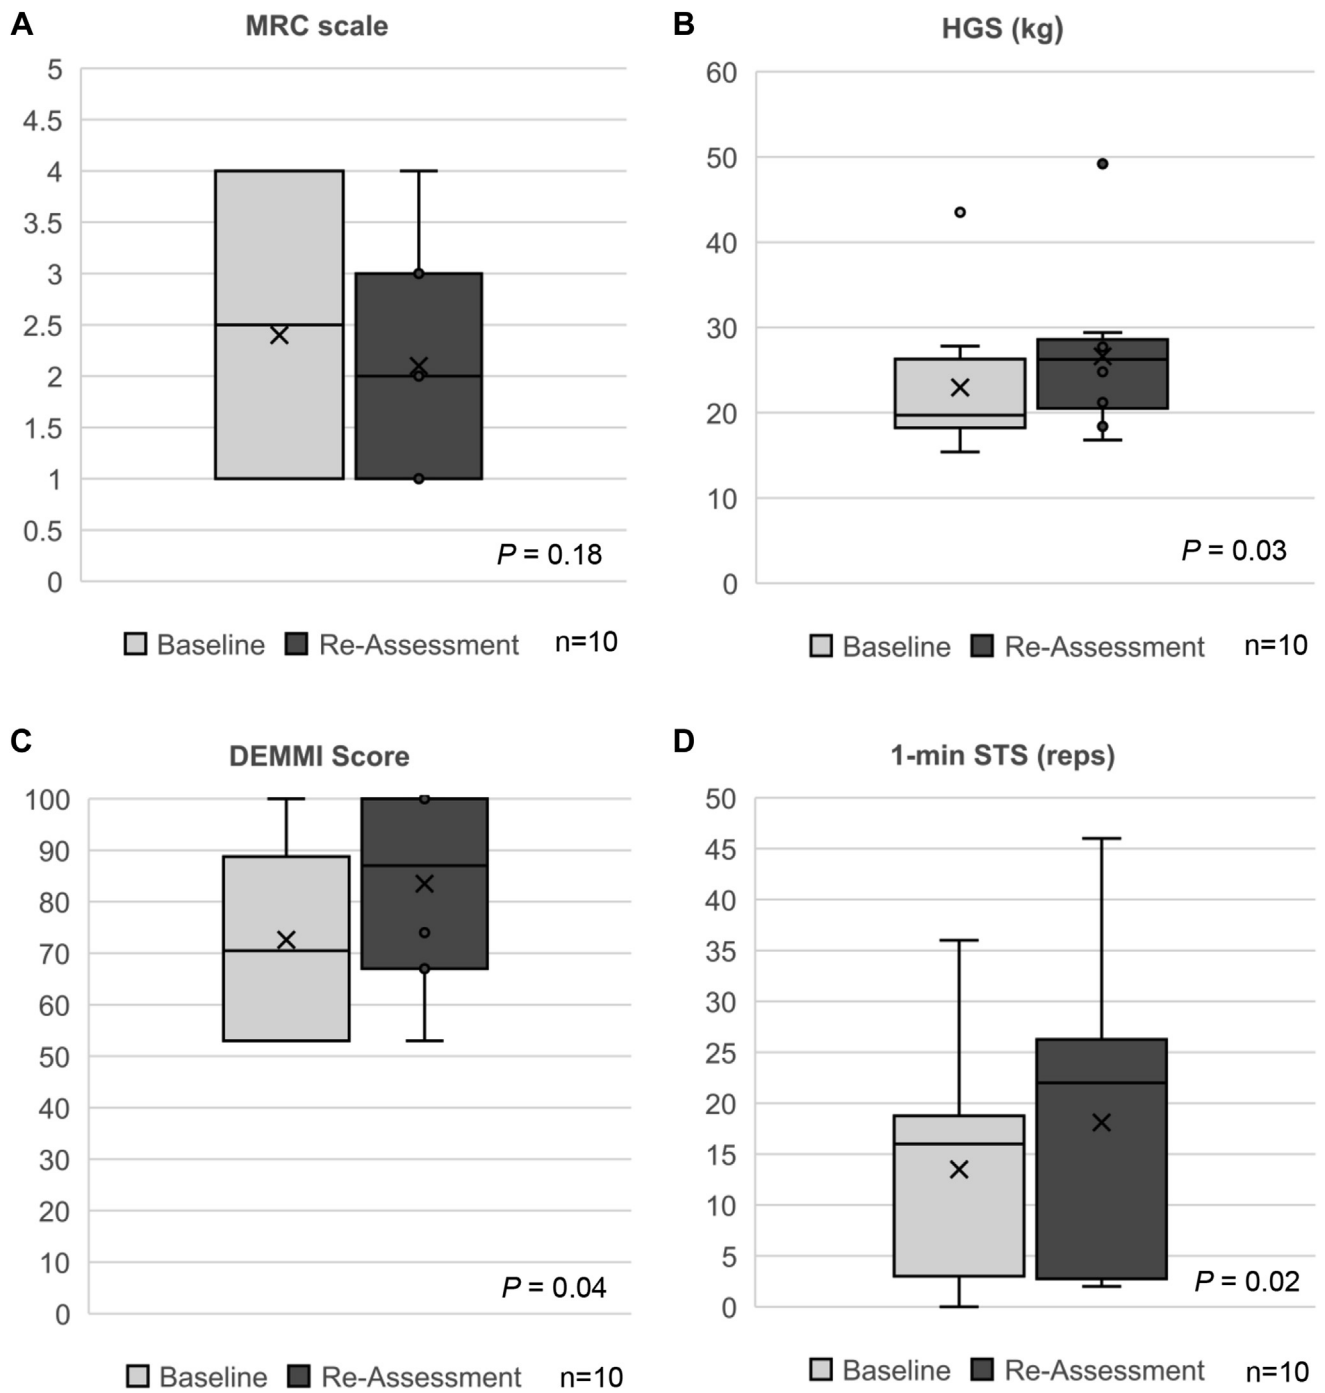 A
MRC scale
5
4.5
4
3.5
3
2.5
2
1.5
1
0.5
0
P = 0.18
Baseline Re-Assessment n=10
B
HGS (kg)
60
50
40
30
20
10
0
P = 0.03
Baseline Re-Assessment n=10
C
DEMMI Score
100
90
80
70
60
50
40
30
20
10
0
P = 0.04
Baseline Re-Assessment n=10
D
1-min STS (reps)
50
45
40
35
30
25
20
15
10
5
0
P = 0.02
Baseline Re-Assessment n=10